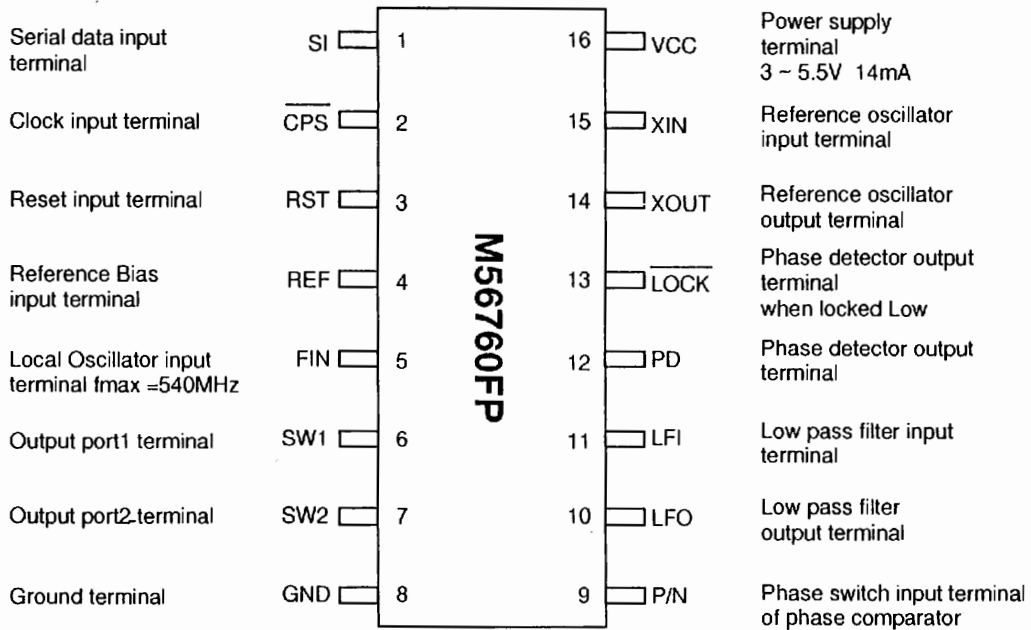 Serial data input
terminal
SI
1
16
VCC
Power supply
terminal
3 ~ 5.5V 14mA
Clock input terminal
CPS
2
15
XIN
Reference oscillator
input terminal
Reset input terminal
RST
3
14
XOUT
Reference oscillator
output terminal
Reference Bias
input terminal
REF
4
13
LOCK
Phase detector output
terminal
when locked Low
Local Oscillator input
terminal fmax =540MHz
FIN
5
12
PD
Phase detector output
terminal
Output port1 terminal
SW1
6
11
LFI
Low pass filter input
terminal
Output port2 terminal
SW2
7
10
LFO
Low pass filter
output terminal
Ground terminal
GND
8
9
P/N
Phase switch input terminal
of phase comparator
M56760FP